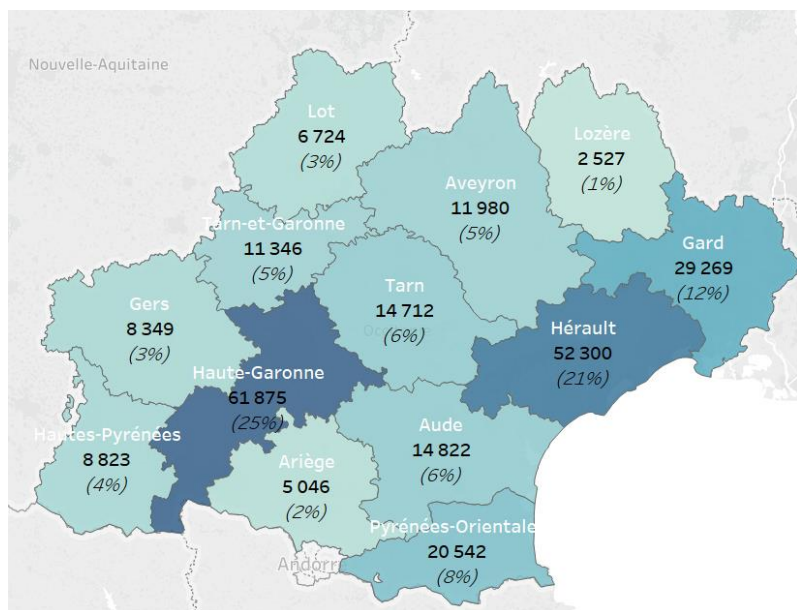 Nouvelle-Aquitaine
Lot
6 724
(3%)
Lozère
2 527
(1%)
Aveyron
11 980
(5%)
Tarn-et-Garonne
11 346
(5%)
Gard
29 269
(12%)
Tarn
14 712
(6%)
Gers
8 349
(3%)
Hérault
52 300
(21%)
Haute-Garonne
61 875
(25%)
Hautes-Pyrénées
8 823
(4%)
Aude
14 822
(6%)
Ariège
5 046
(2%)
Pyrénées-Orientale
20 542
(8%)
Andorr